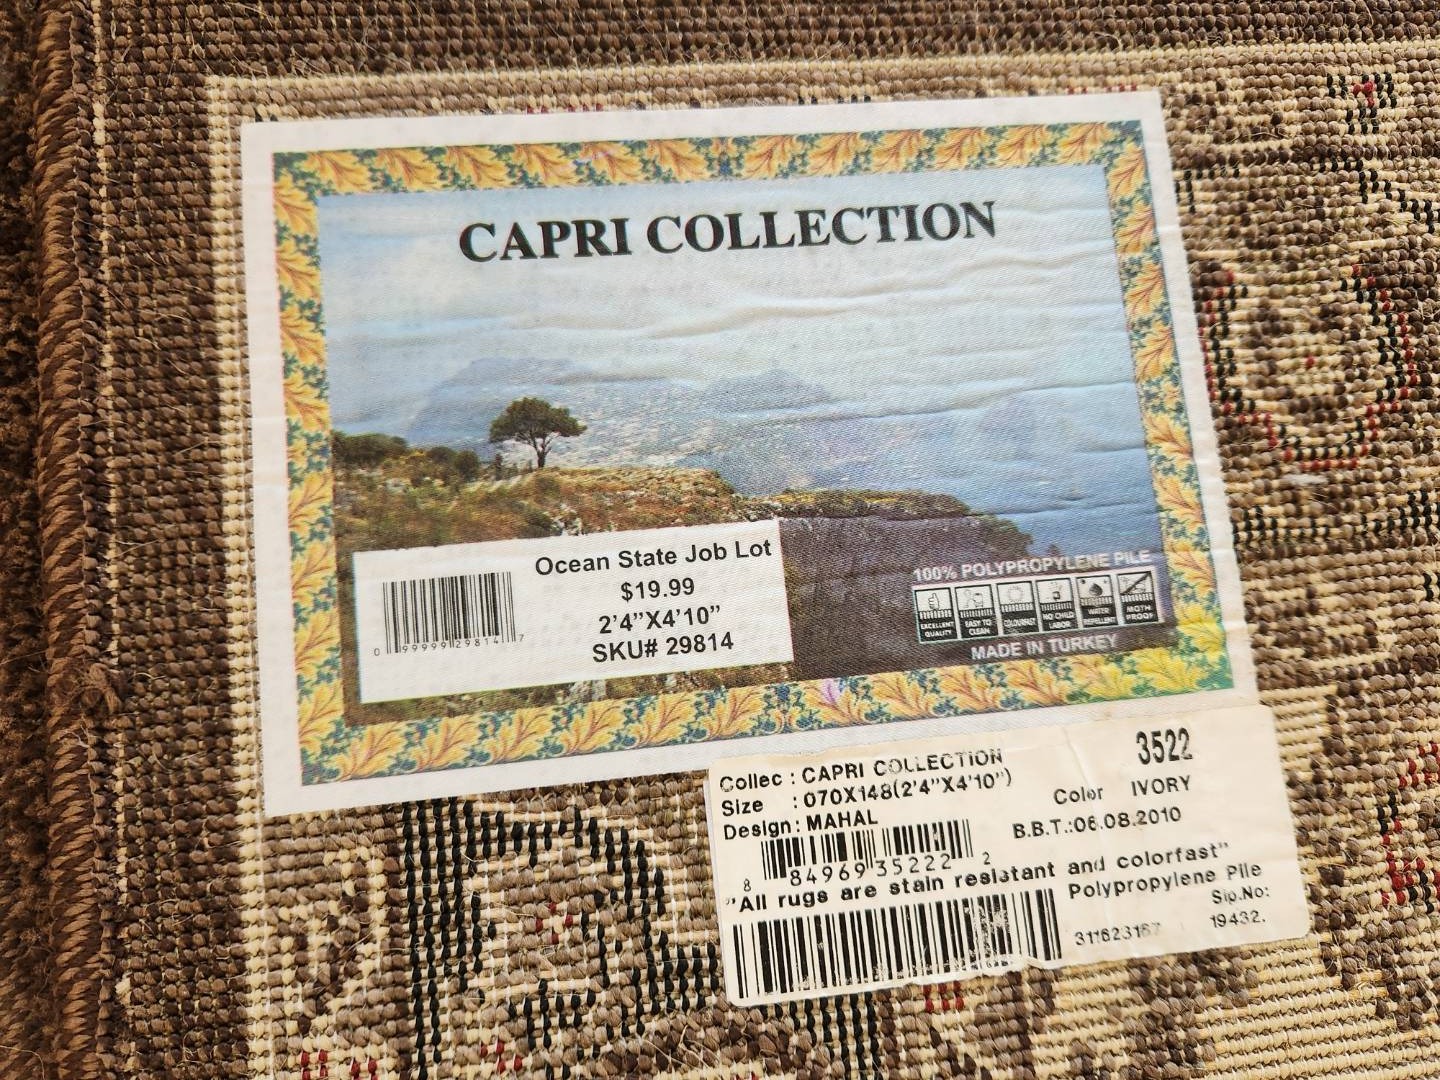 CAPRI COLLECTION
Ocean State Job Lot
$19.99
2'4"X4'10"
SKU# 29814
0 99999 29814 7
100% POLYPROPYLENE PILE
EXCELLENT QUALITY
EASY TO CLEAN
COLOURFAST
NO CHILD LABOR
WATER REPELLENT
MOTH PROOF
MADE IN TURKEY
3522
Collec : CAPRI COLLECTION
Size : 070X148(2'4"X4'10")
Color IVORY
Design : MAHAL
B.B.T.:06.08.2010
8 84969 35222 2
"All rugs are stain resistant and colorfast"
Polypropylene Pile
Sip.No:
311623167
19432.